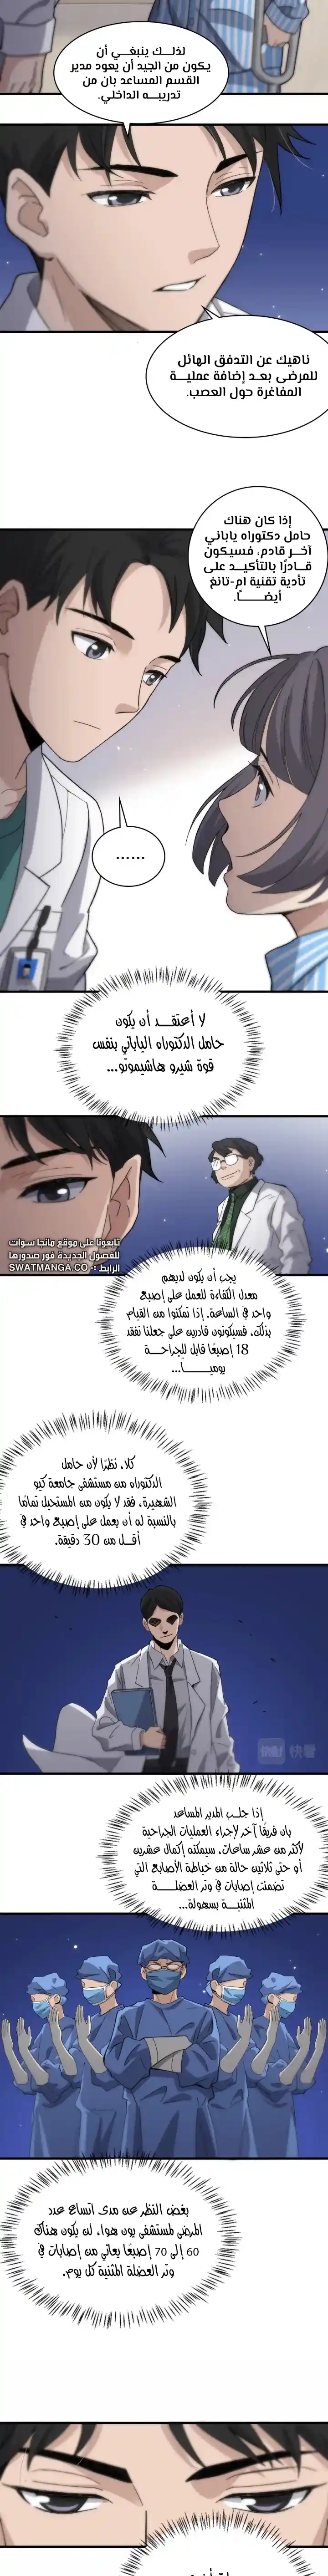 لذلك ينبغي أن
يكون من الجيد أن يعود مدير
القسم المساعد بان من
تدريبه الداخلي.
ناهيك عن التدفق الهائل
للمرضى بعد إضافة عملية
المفاغرة حول العصب.
إذا كان هناك
حامل دكتوراه ياباني
آخر قادم، فسيكون
قادرًا بالتأكيد على
تأدية تقنية ام-تانغ
أيضًا.
......
لا أعتقد أن يكون
حامل الدكتوراه الياباني بنفس
قوة شيرو هاشيموتو...
تابعونا على موقع مانجا سوات
للفصول الجديدة فور صدورها
الرابط :- SWATMANGA.CO
يجب أن يكون لديهم
معدل الكفاءة للعمل على إصبع
واحد في الساعة. إذا تمكنوا من القيام
بذلك، فسيكونون قادرين على جعلنا نفقد
18 إصبعًا قابل للجراحة
يوميًا...
كلا، نظرًا لأن حامل
الدكتوراه من مستشفى جامعة كيو
الشهيرة، فقد لا يكون من المستحيل تمامًا
بالنسبة له أن يعمل على إصبع واحد في
أقل من 30 دقيقة.
快看
إذا جلب المدير المساعد
بان فريقًا آخر لإجراء العمليات الجراحية
لأكثر من عشر ساعات، سيمكنه إكمال عشرين
أو حتى ثلاثين حالة من خياطة الأصابع التي
تضمنت إصابات في وتر العضلة
المثنية بسهولة...
بغض النظر عن مدى اتساع عدد
المرضى لمستشفى يون هوا، لن يكون هناك
60 إلى 70 إصبعًا يعاني من إصابات في
وتر العضلة المثنية كل يوم.